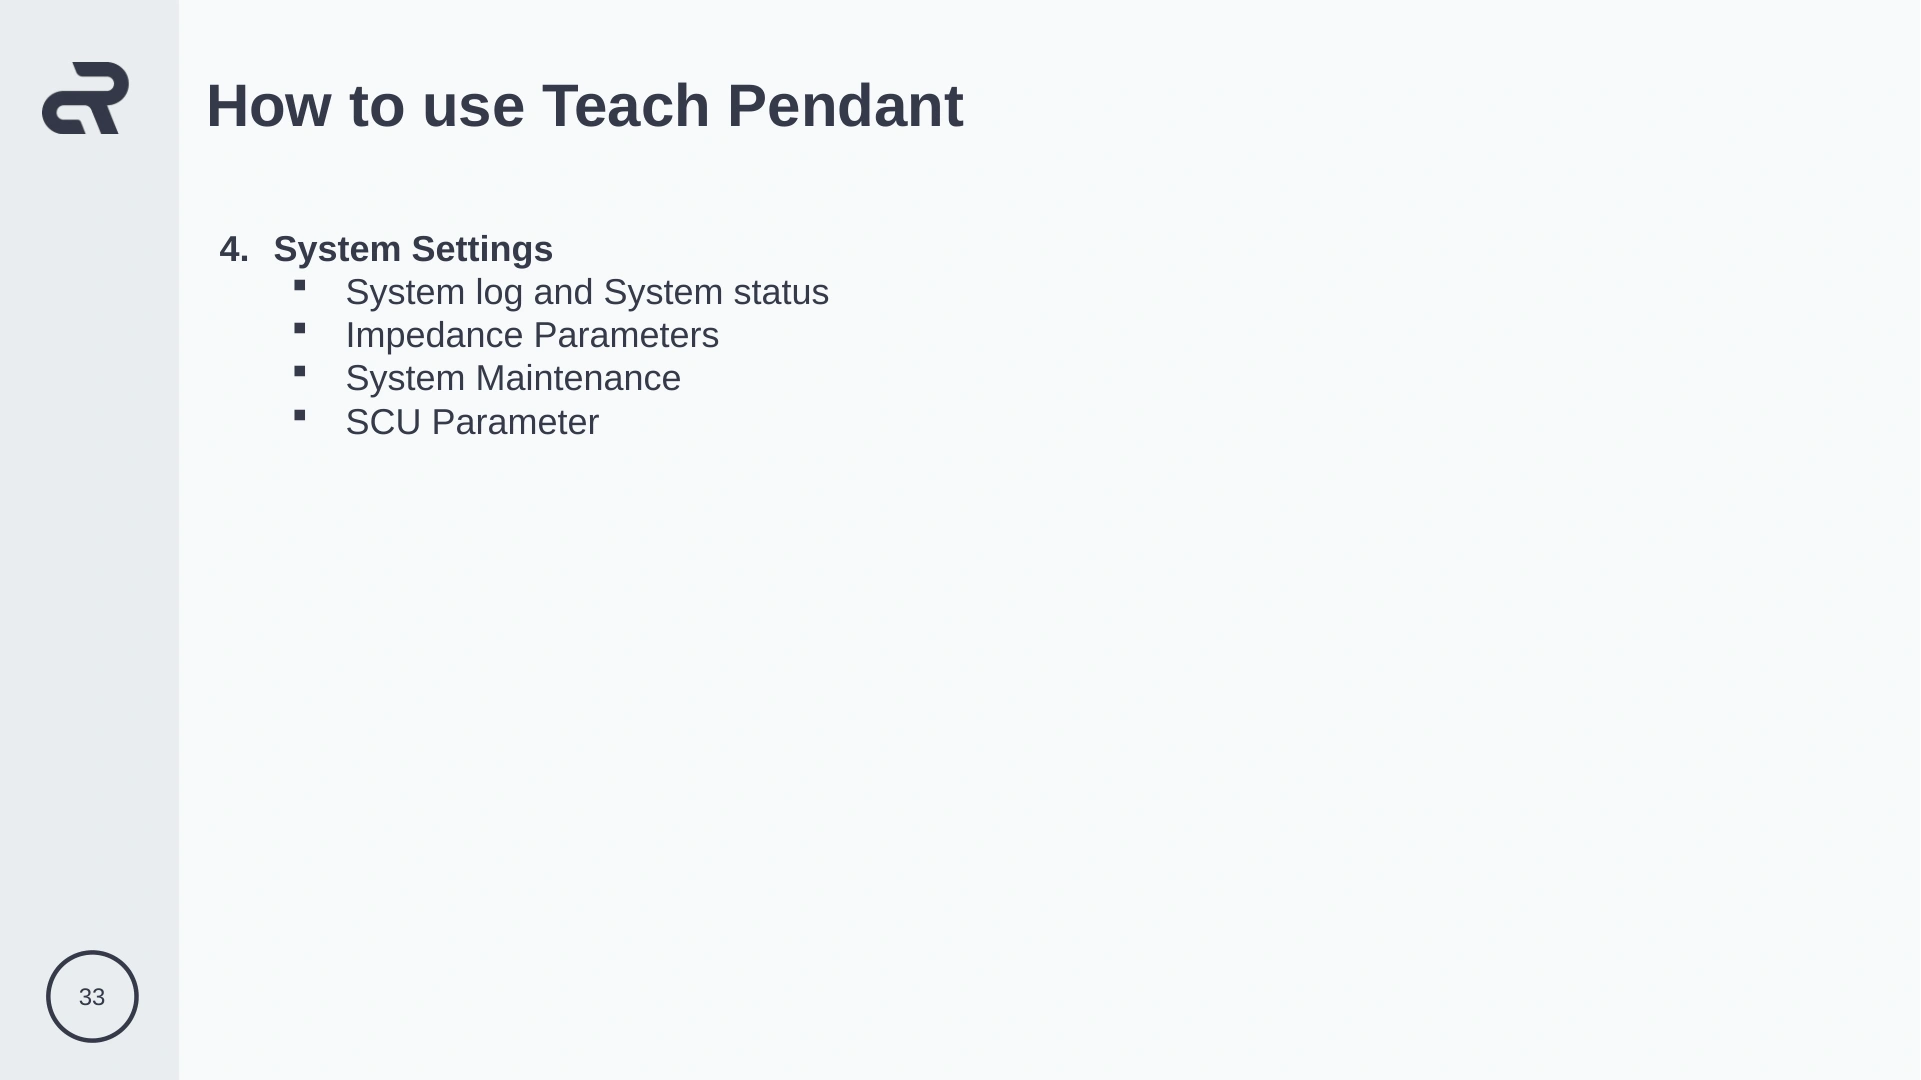 How to use Teach Pendant
4. System Settings
▪ System log and System status
▪ Impedance Parameters
▪ System Maintenance
▪ SCU Parameter
33